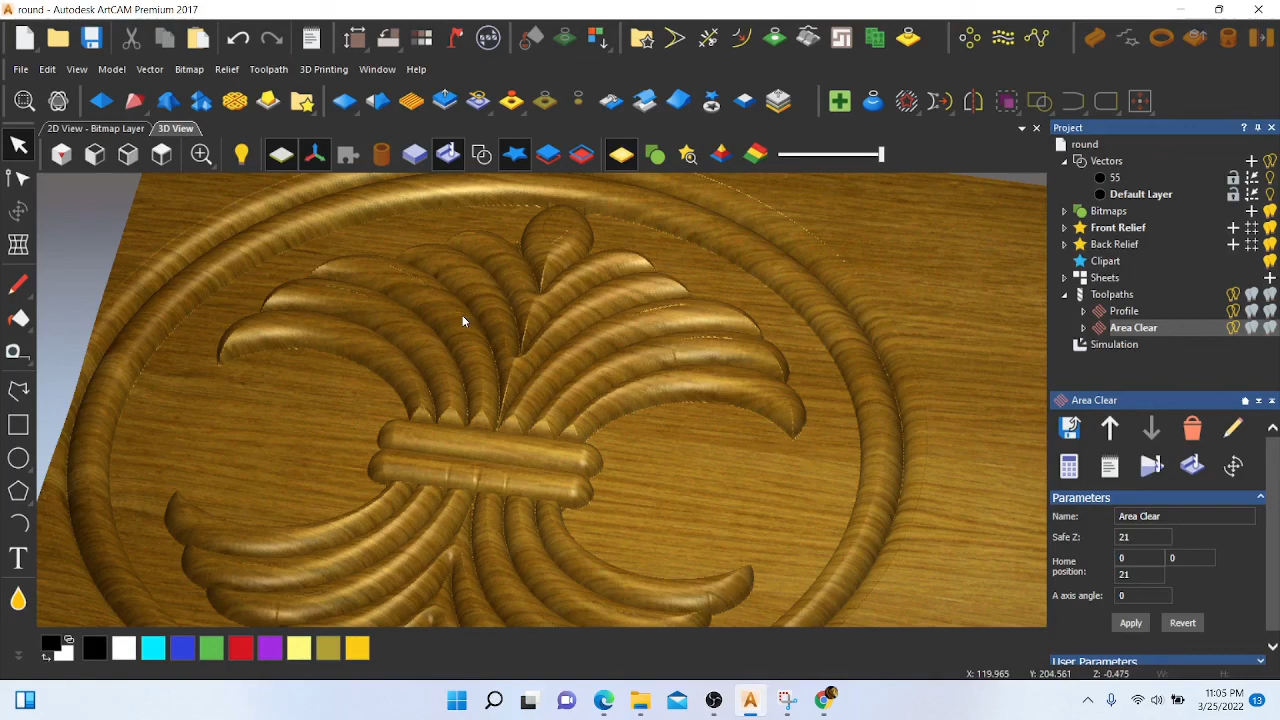 round - Autodesk ArtCAM Premium 2017
File Edit View Model Vector Bitmap Relief Toolpath 3D Printing Window Help
2D View - Bitmap Layer 3D View
Project
round
Vectors
55
Default Layer
Bitmaps
Front Relief
Back Relief
Clipart
Sheets
Toolpaths
Profile
Area Clear
Simulation
Area Clear
Parameters
Name: Area Clear
Safe Z: 21
Home position: 0 0
21
A axis angle: 0
Apply Revert
User Parameters
X: 119.965 Y: 204.561 Z: -0.475 W: H:
11:05 PM
3/25/2022
13